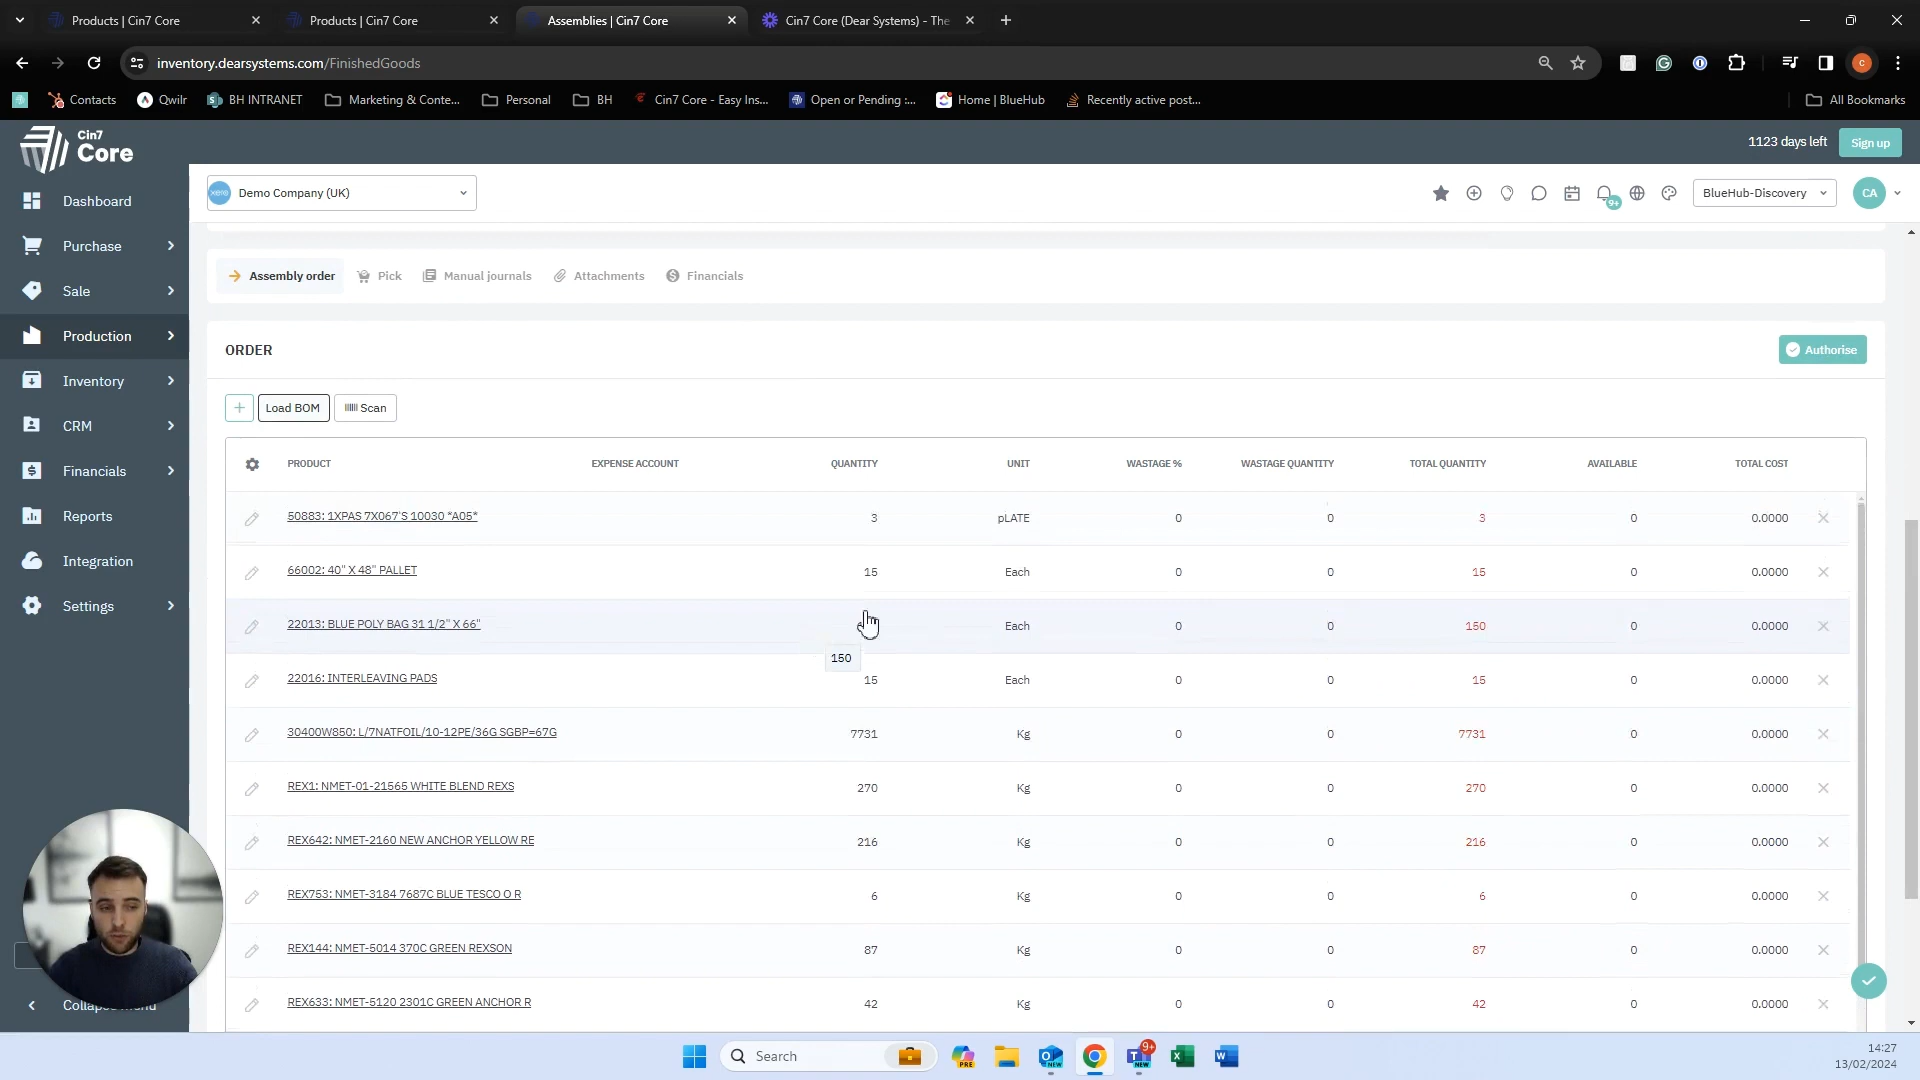 Products | Cin7 Core
Products | Cin7 Core
Assemblies | Cin7 Core
Cin7 Core (Dear Systems) - The
inventory.dearsystems.com/FinishedGoods
Contacts
Qwilr
BH INTRANET
Marketing & Conte...
Personal
BH
Cin7 Core - Easy Ins...
Open or Pending :...
Home | BlueHub
Recently active post...
All Bookmarks
Cin7
Core
1123 days left
Sign up
xero
Demo Company (UK)
9+
BlueHub-Discovery
CA
Dashboard
Purchase
Sale
Production
Inventory
CRM
Financials
Reports
Integration
Settings
Assembly order
Pick
Manual journals
Attachments
Financials
ORDER
Authorise
Load BOM
Scan
PRODUCT EXPENSE ACCOUNT QUANTITY UNIT WASTAGE % WASTAGE QUANTITY TOTAL QUANTITY AVAILABLE TOTAL COST
50883: 1XPAS 7X067'S 10030 *A05* 3 pLATE 0 0 3 0 0.0000
66002: 40" X 48" PALLET 15 Each 0 0 15 0 0.0000
22013: BLUE POLY BAG 31 1/2" X 66" Each 0 0 150 0 0.0000
150
22016: INTERLEAVING PADS 15 Each 0 0 15 0 0.0000
30400W850: L/7NATFOIL/10-12PE/36G SGBP=67G 7731 Kg 0 0 7731 0 0.0000
REX1: NMET-01-21565 WHITE BLEND REXS 270 Kg 0 0 270 0 0.0000
REX642: NMET-2160 NEW ANCHOR YELLOW RE 216 Kg 0 0 216 0 0.0000
REX753: NMET-3184 7687C BLUE TESCO O R 6 Kg 0 0 6 0 0.0000
REX144: NMET-5014 370C GREEN REXSON 87 Kg 0 0 87 0 0.0000
REX633: NMET-5120 2301C GREEN ANCHOR R 42 Kg 0 0 42 0 0.0000
Search
PRE
NEW
9+
NEW
14:27
13/02/2024